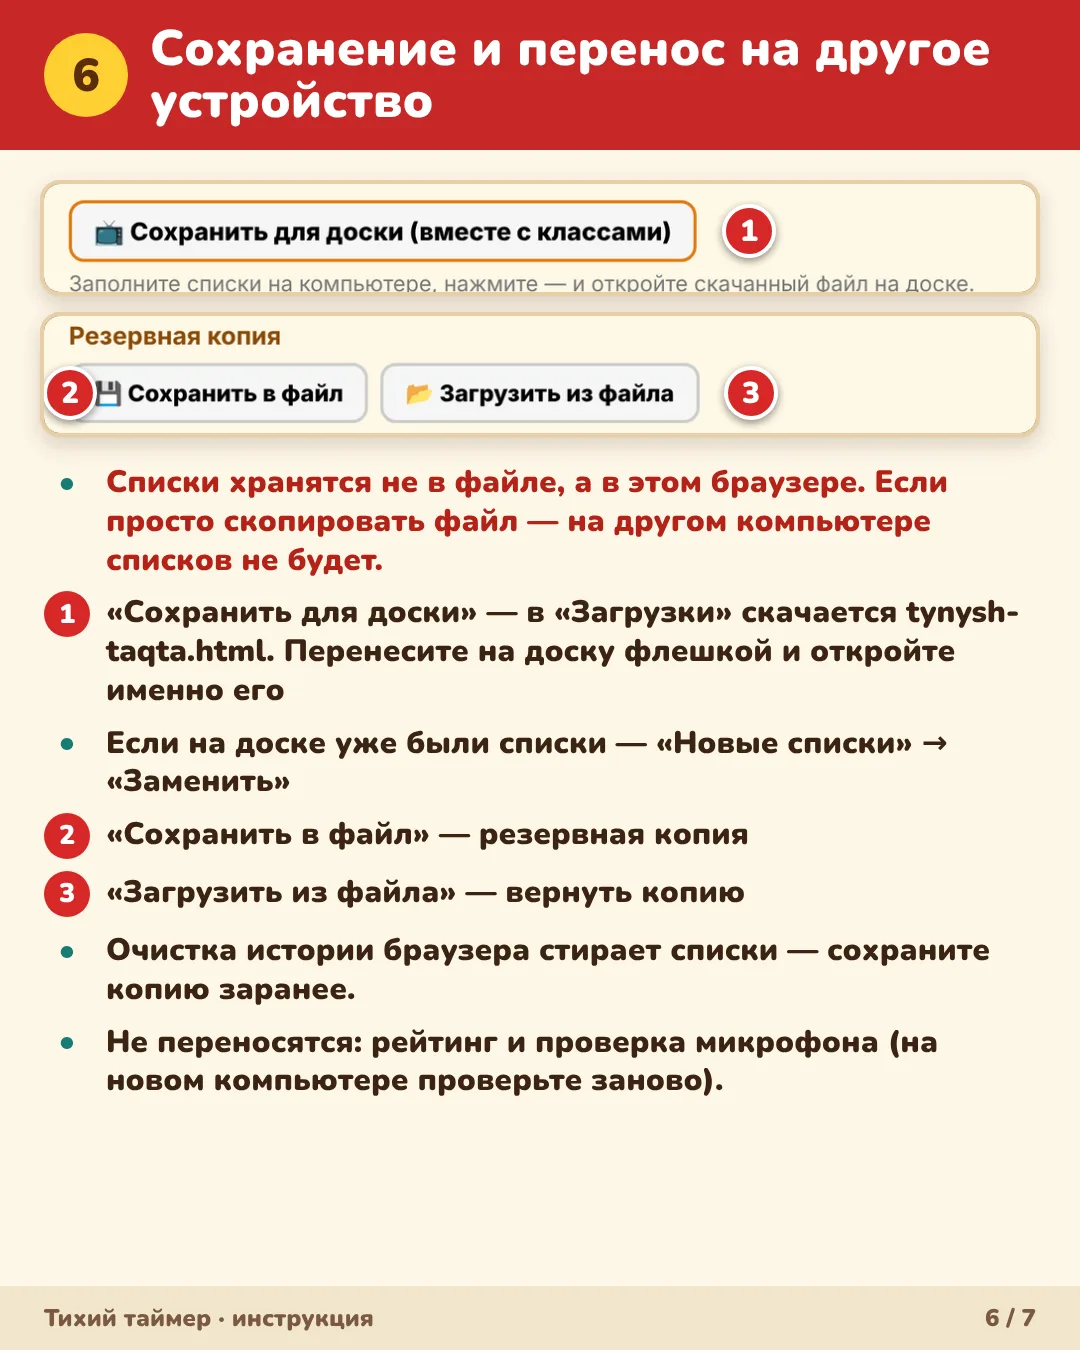 6
Сохранение и перенос на другое
устройство
📺 Сохранить для доски (вместе с классами)
1
Заполните списки на компьютере, нажмите — и откройте скачанный файл на доске.
Резервная копия
2
💾 Сохранить в файл
📂 Загрузить из файла
3
• Списки хранятся не в файле, а в этом браузере. Если
просто скопировать файл — на другом компьютере
списков не будет.
1 «Сохранить для доски» — в «Загрузки» скачается tynysh-
taqta.html. Перенесите на доску флешкой и откройте
именно его
• Если на доске уже были списки — «Новые списки» →
«Заменить»
2 «Сохранить в файл» — резервная копия
3 «Загрузить из файла» — вернуть копию
• Очистка истории браузера стирает списки — сохраните
копию заранее.
• Не переносятся: рейтинг и проверка микрофона (на
новом компьютере проверьте заново).
Тихий таймер · инструкция
6 / 7